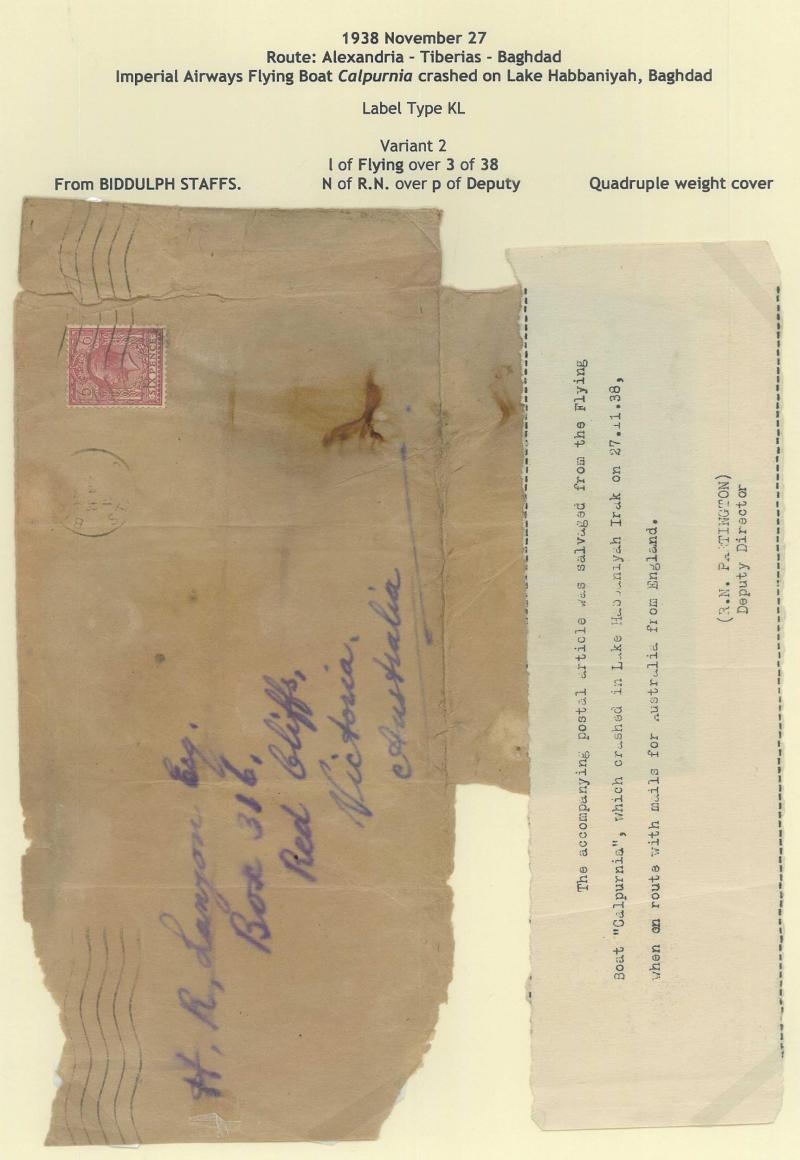 1938 November 27
Route: Alexandria - Tiberias - Baghdad
Imperial Airways Flying Boat Calpurnia crashed on Lake Habbaniyah, Baghdad
Label Type KL
Variant 2
l of Flying over 3 of 38
From BIDDULPH STAFFS. N of R.N. over p of Deputy Quadruple weight cover
SIXPENCE
H. R. Lanyon Esq.
Box 316,
Red Cliffs,
Victoria,
Australia
The accompanying postal article was salvaged from the Flying
Boat "Calpurnia", which crashed in Lake Habbaniyah Irak on 27.11.38,
when on route with mails for Australia from England.
(R.N. PARTINGTON)
Deputy Director